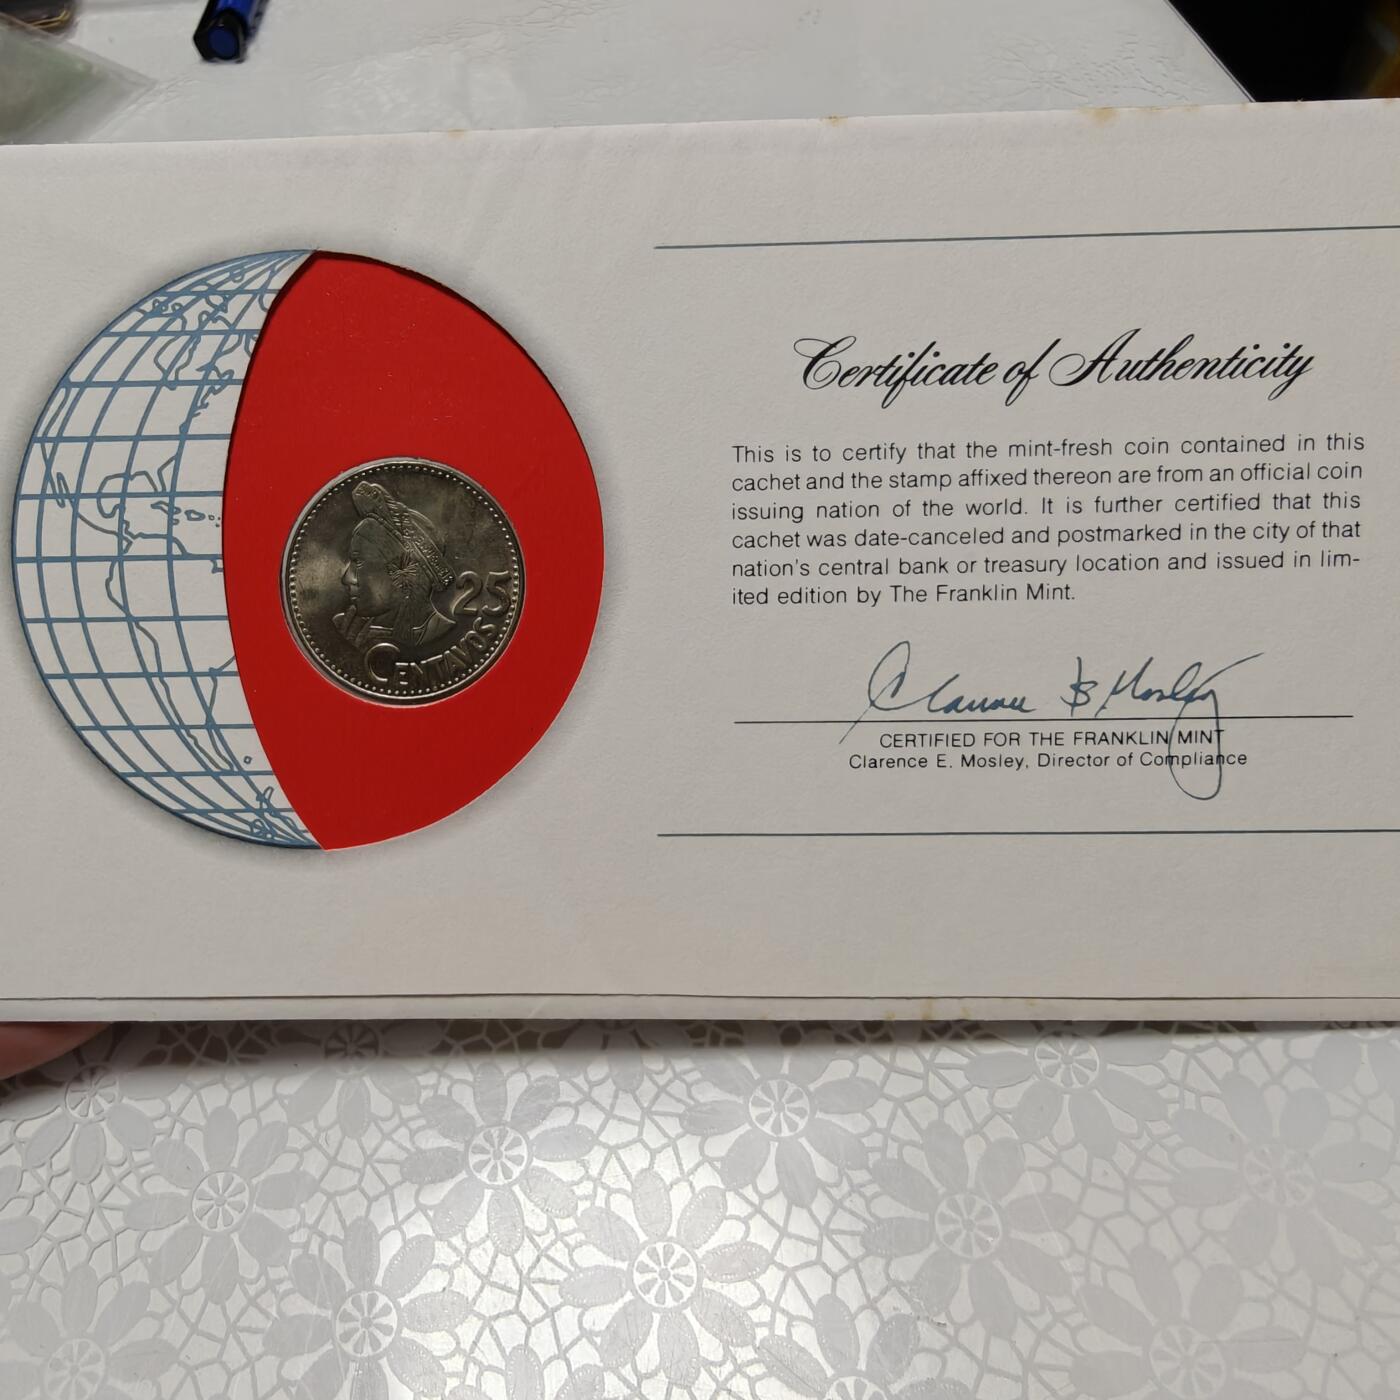 Certificate of Authenticity
This is to certify that the mint-fresh coin contained in this
cachet and the stamp affixed thereon are from an official coin
issuing nation of the world. It is further certified that this
cachet was date-canceled and postmarked in the city of that
nation's central bank or treasury location and issued in lim-
ited edition by The Franklin Mint.
Clarence E Mosley
CERTIFIED FOR THE FRANKLIN MINT
Clarence E. Mosley, Director of Compliance
25
CENTAVOS